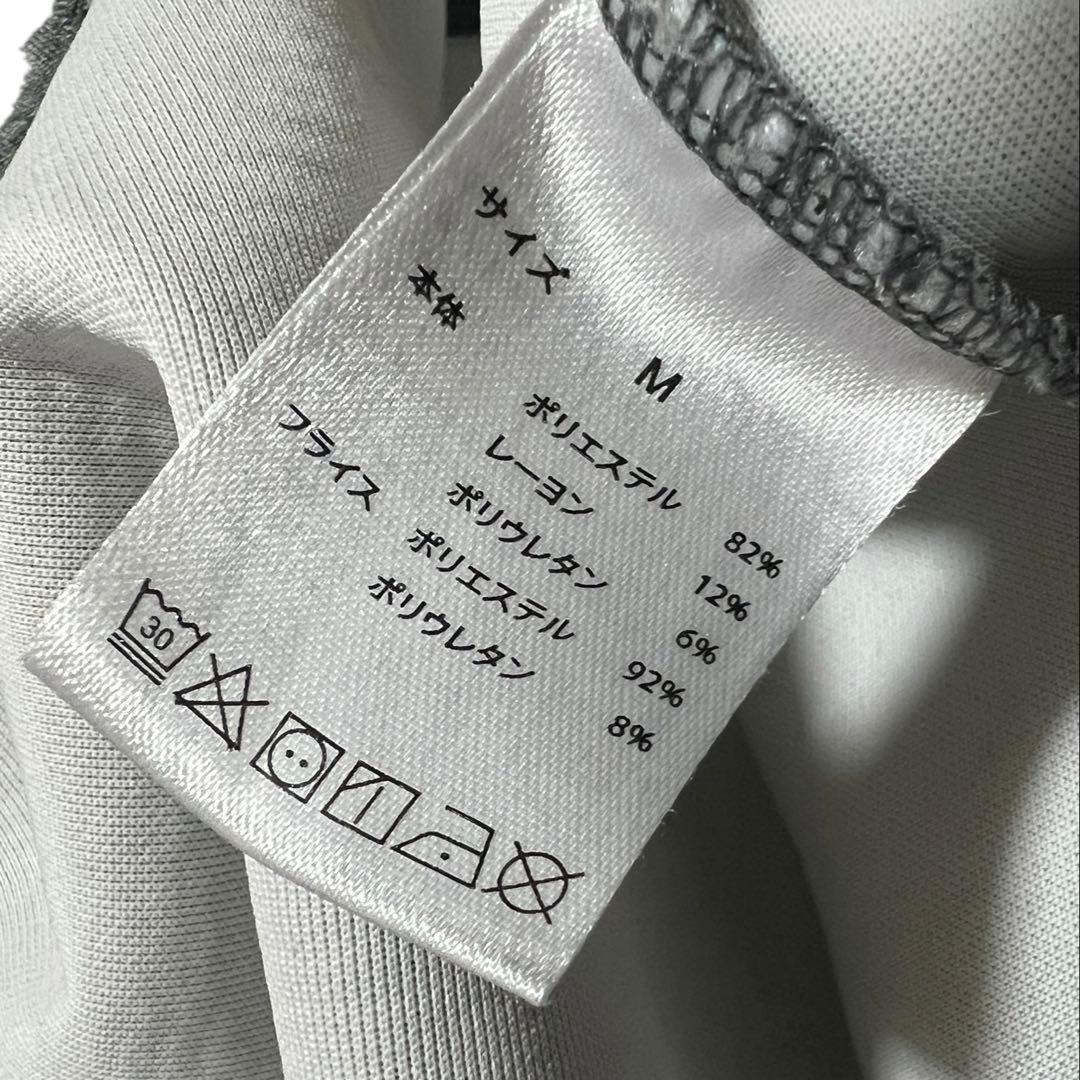 サイズ M
本体 ポリエステル 82%
レーヨン 12%
ポリウレタン 6%
フライス ポリエステル 92%
ポリウレタン 8%
30